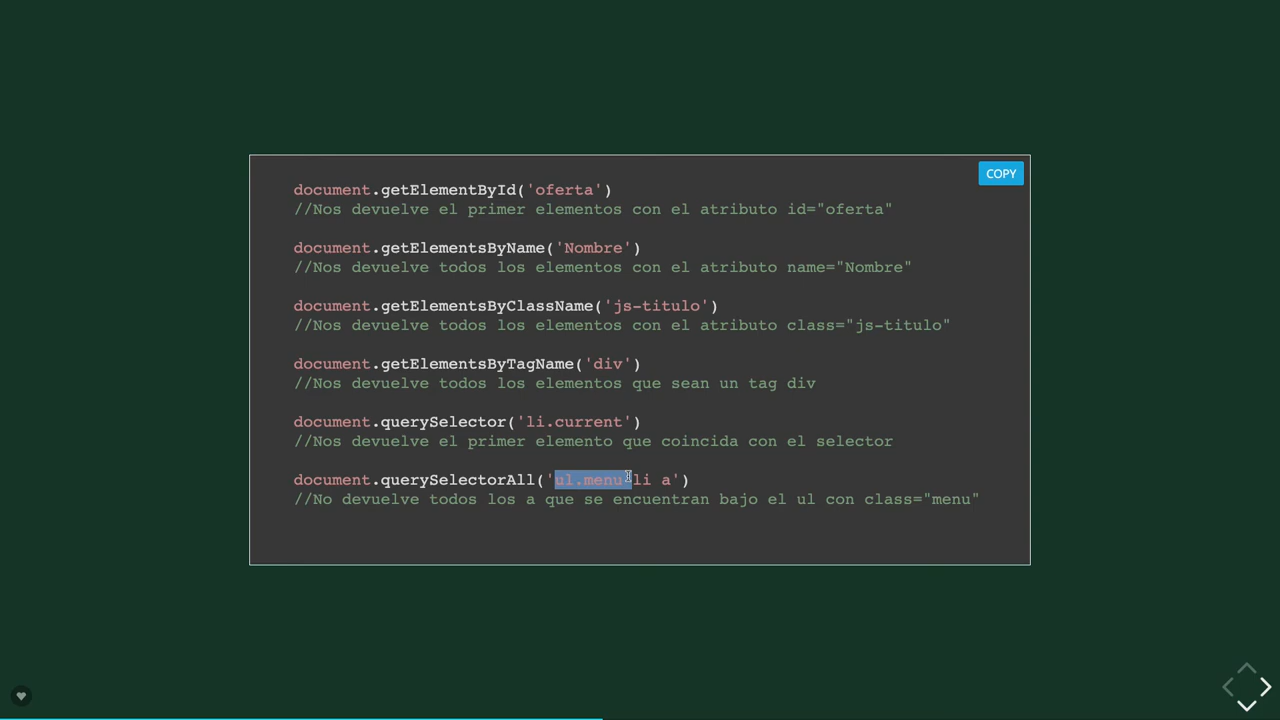 COPY
document.getElementById('oferta')
//Nos devuelve el primer elementos con el atributo id="oferta"
document.getElementsByName('Nombre')
//Nos devuelve todos los elementos con el atributo name="Nombre"
document.getElementsByClassName('js-titulo')
//Nos devuelve todos los elementos con el atributo class="js-titulo"
document.getElementsByTagName('div')
//Nos devuelve todos los elementos que sean un tag div
document.querySelector('li.current')
//Nos devuelve el primer elemento que coincida con el selector
document.querySelectorAll('ul.menu li a')
//No devuelve todos los a que se encuentran bajo el ul con class="menu"